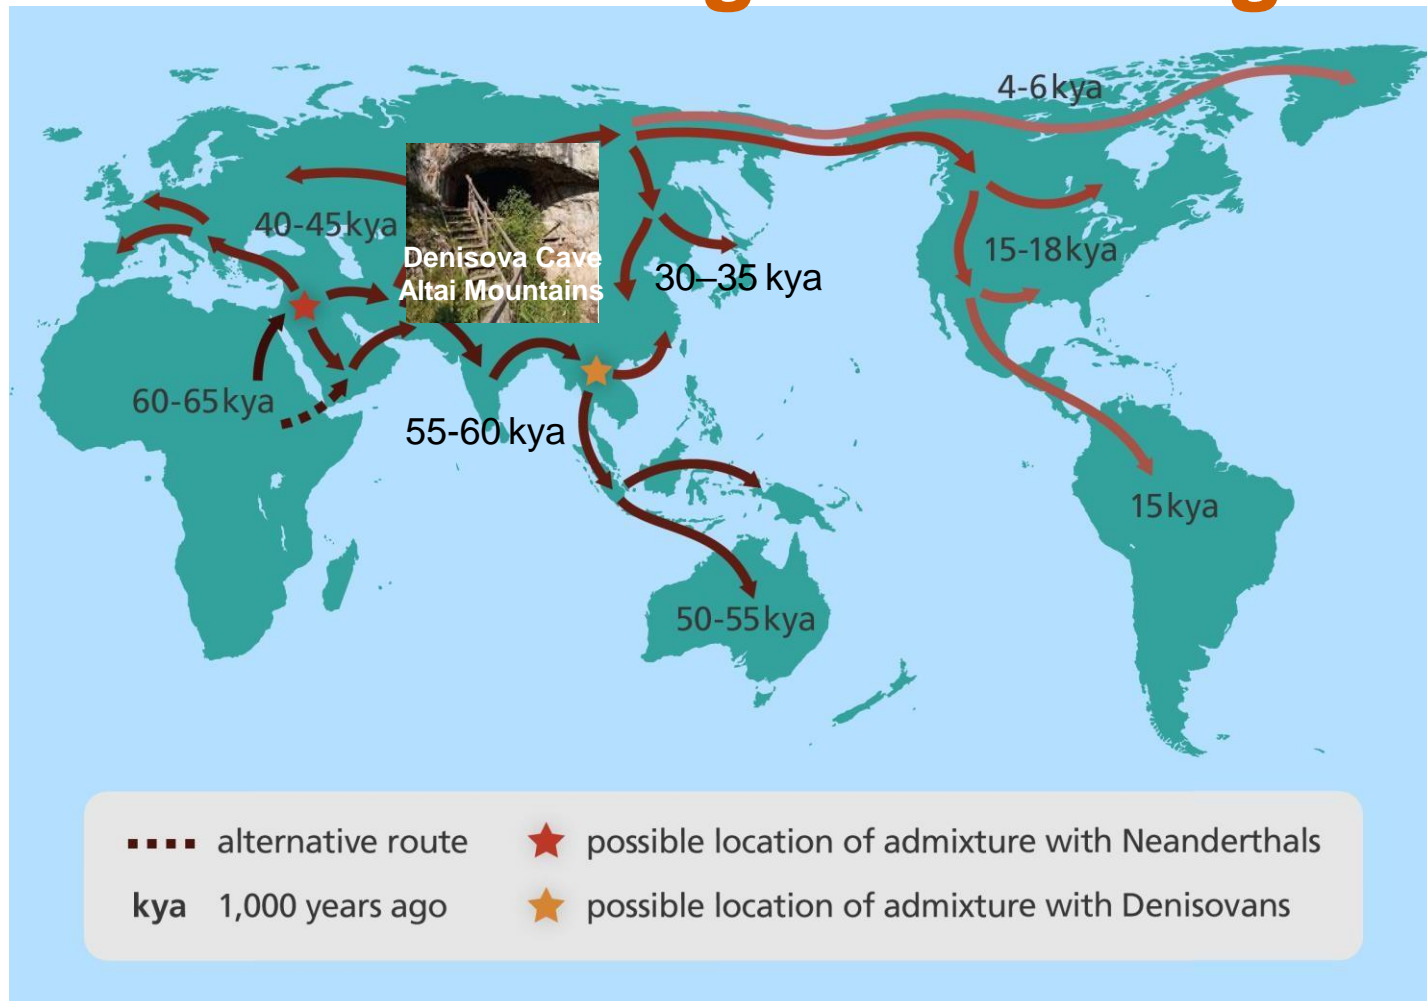 4-6kya
40-45kya
Denisova Cave
Altai Mountains
30–35 kya
15-18kya
60-65kya
55-60 kya
15kya
50-55kya
alternative route
possible location of admixture with Neanderthals
kya 1,000 years ago
possible location of admixture with Denisovans